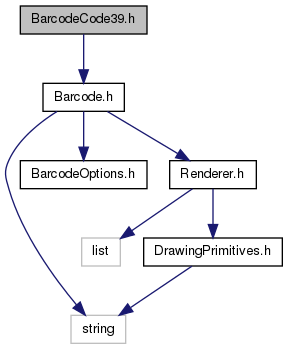 BarcodeCode39.h
Barcode.h
BarcodeOptions.h
Renderer.h
list
DrawingPrimitives.h
string